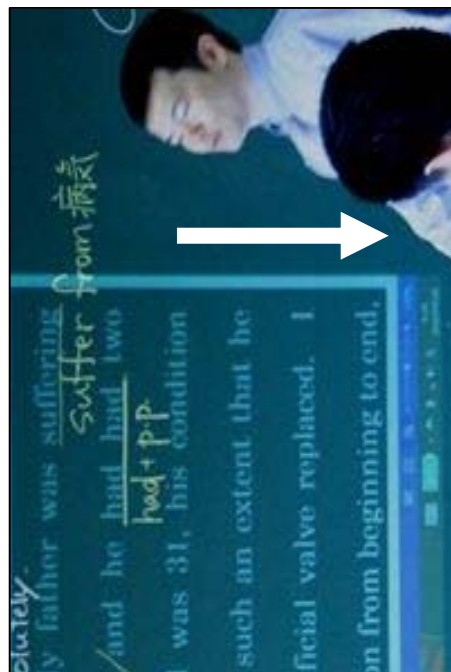 olutely.
y father was suffering
suffer from 病気
/and he had had two
had + p.p.
was 31, his condition
such an extent that he
ficial valve replaced. I
n from beginning to end,